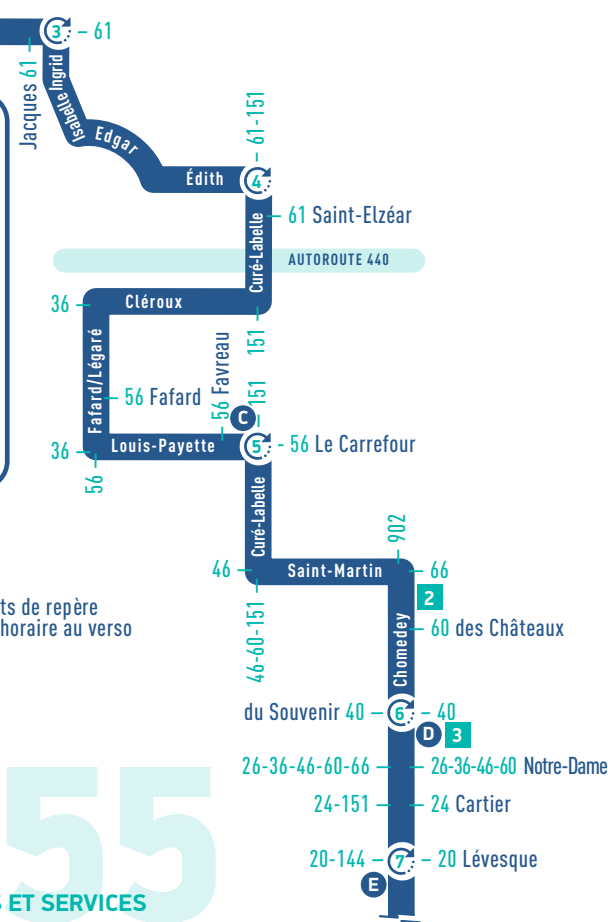 3 – 61
Jacques 61 –
Ingrid
Isabelle
Edgar
– 61-151
Édith
4
– 61 Saint-Elzéar
Curé-Labelle
AUTOROUTE 440
36 –
Cléroux
151 –
Fafard/Légaré
– 56 Fafard
– 56 Favreau
– 151
C
36 –
Louis-Payette
5 – 56 Le Carrefour
56 –
Curé-Labelle
– 902
46 –
Saint-Martin
– 66
46-60-151 –
2
Chomedey
– 60 des Châteaux
ts de repère
horaire au verso
du Souvenir 40 – 6 – 40
D 3
26-36-46-60-66 – – 26-36-46-60 Notre-Dame
24-151 – – 24 Cartier
20-144 – 7 – 20 Lévesque
E
55
S ET SERVICES